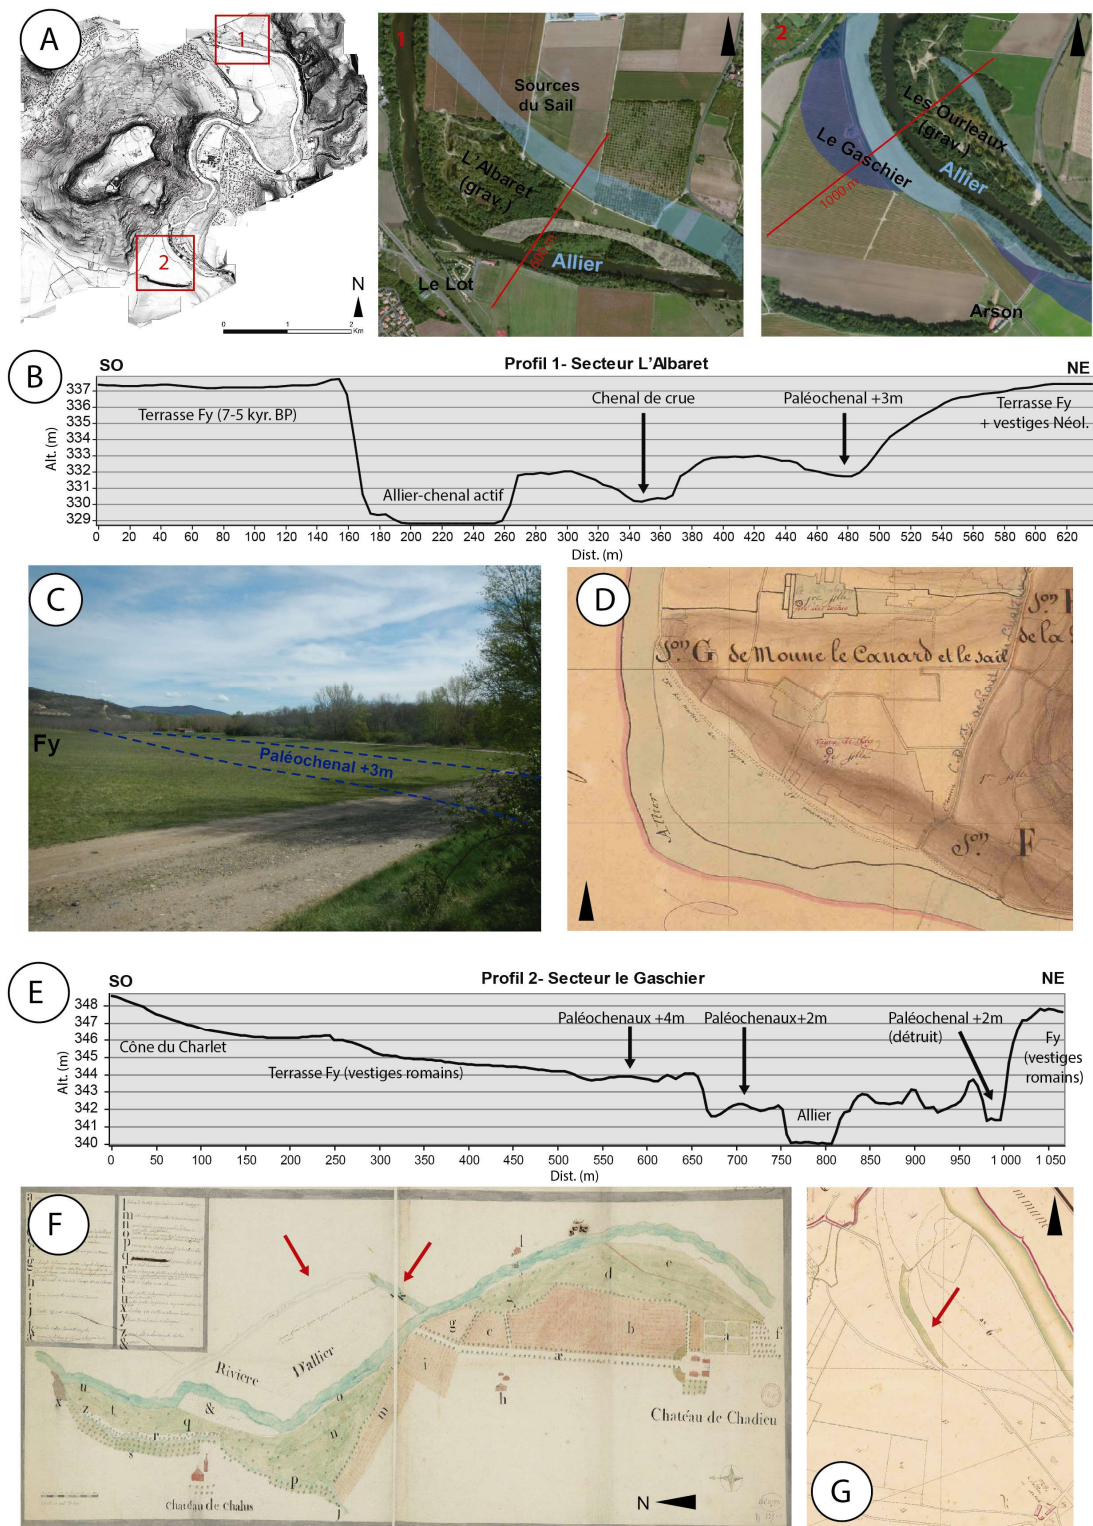 A
1
2
N
0
1
2
Km
1
Sources
du Sail
L'Albaret
(grav.)
600 m
Allier
Le Lot
2
Les Ourleaux
(grav.)
Le Gaschier
Allier
1000 m
Arson
B
SO
Profil 1- Secteur L'Albaret
NE
Alt. (m)
337
336
335
334
333
332
331
330
329
Terrasse Fy (7-5 kyr. BP)
Chenal de crue
Paléochenal +3m
Terrasse Fy
+ vestiges Néol.
Allier-chenal actif
0 20 40 60 80 100 120 140 160 180 200 220 240 260 280 300 320 340 360 380 400 420 440 460 480 500 520 540 560 580 600 620
Dist. (m)
C
Fy
Paléochenal +3m
D
Son G de Moune le Canard et le Sail
de la
Allier
Son F
E
SO
Profil 2- Secteur le Gaschier
NE
Alt. (m)
348
347
346
345
344
343
342
341
340
Cône du Charlet
Terrasse Fy (vestiges romains)
Paléochenaux +4m
Paléochenaux+2m
Paléochenal +2m
(détruit)
Fy
(vestiges
romains)
Allier
0 50 100 150 200 250 300 350 400 450 500 550 600 650 700 750 800 850 900 950 1 000 1 050
Dist. (m)
F
a
g
h
i
j
k
l
m
n
o
p
q
r
s
t
u
x
y
z
&
l
d
e
y
g
c
b
a
f
æ
i
h
m
o
n
p
j
u
t
&
q
r
s
z
x
Riviere
D'allier
Chateau de Chadieu
Chateau de Chalus
N
G